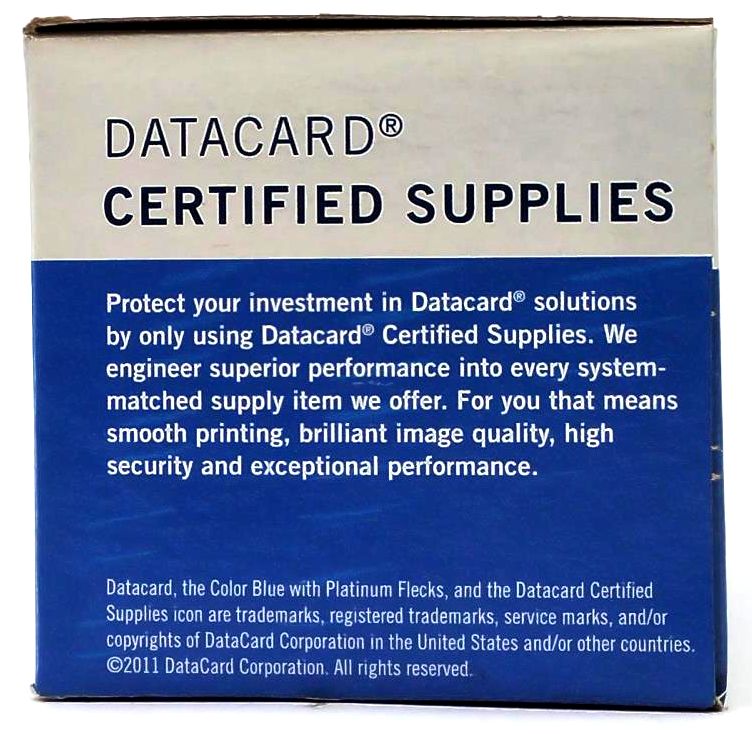 DATACARD®
CERTIFIED SUPPLIES
Protect your investment in Datacard® solutions
by only using Datacard® Certified Supplies. We
engineer superior performance into every system-
matched supply item we offer. For you that means
smooth printing, brilliant image quality, high
security and exceptional performance.
Datacard, the Color Blue with Platinum Flecks, and the Datacard Certified
Supplies icon are trademarks, registered trademarks, service marks, and/or
copyrights of DataCard Corporation in the United States and/or other countries.
©2011 DataCard Corporation. All rights reserved.